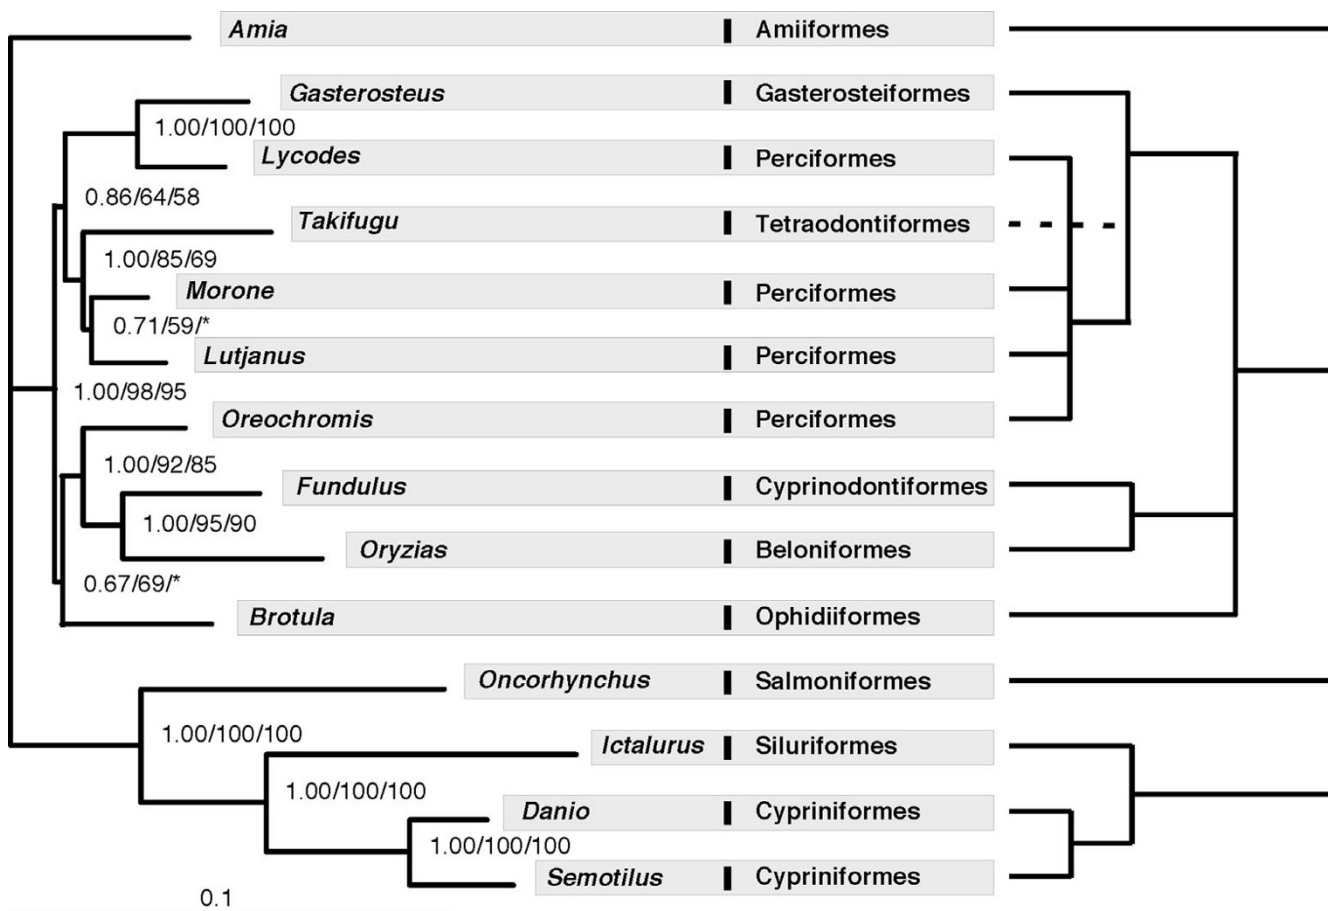 Amia Amiiformes
Gasterosteus Gasterosteiformes
1.00/100/100
Lycodes Perciformes
0.86/64/58
Takifugu Tetraodontiformes
1.00/85/69
Morone Perciformes
0.71/59/*
Lutjanus Perciformes
1.00/98/95
Oreochromis Perciformes
1.00/92/85
Fundulus Cyprinodontiformes
1.00/95/90
Oryzias Beloniformes
0.67/69/*
Brotula Ophidiiformes
Oncorhynchus Salmoniformes
1.00/100/100
Ictalurus Siluriformes
1.00/100/100
Danio Cypriniformes
1.00/100/100
Semotilus Cypriniformes
0.1